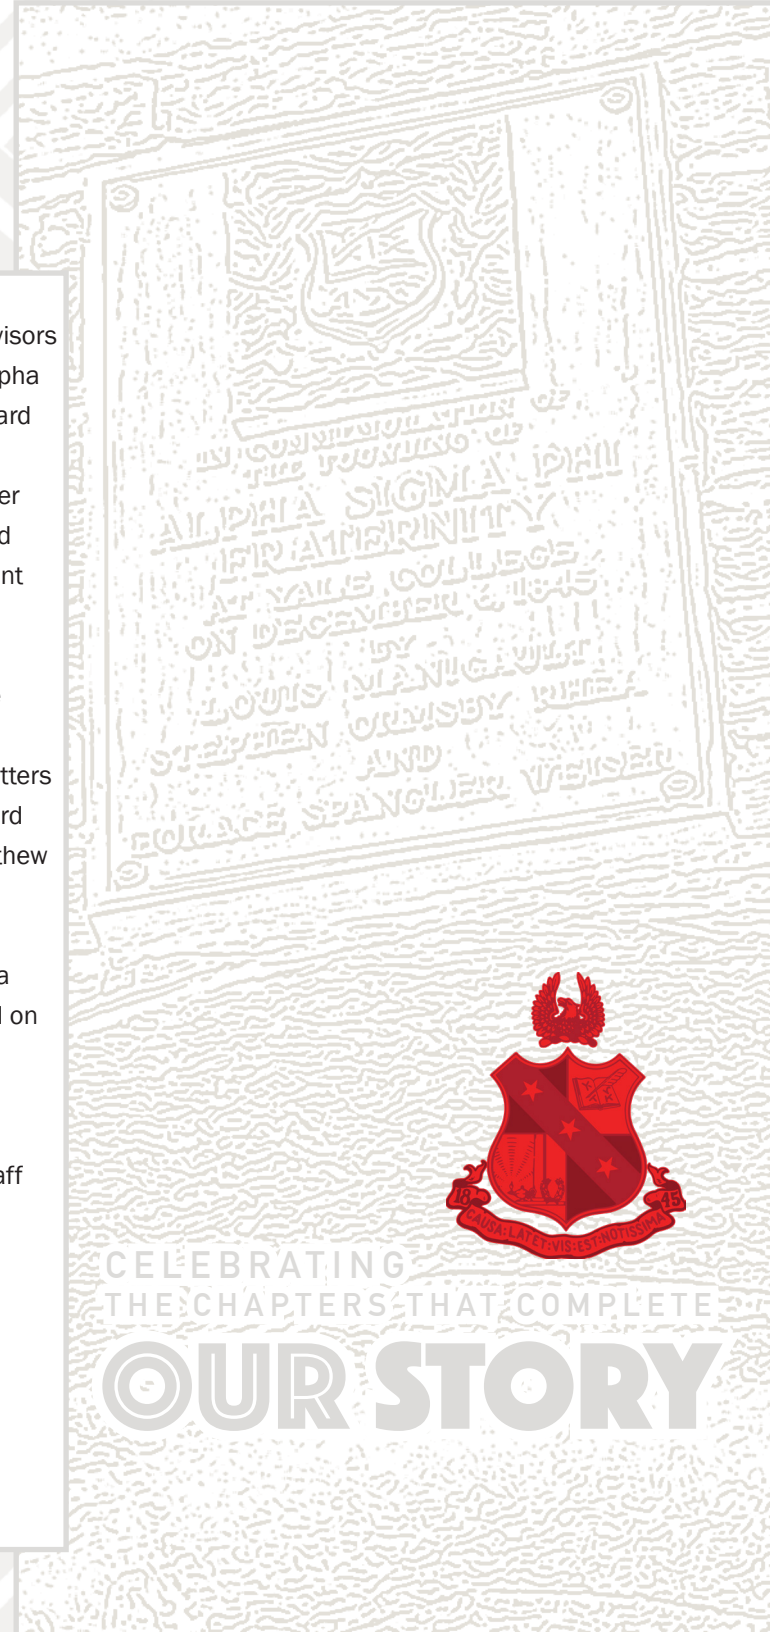 visors
pha
ard
er
d
nt
tters
rd
thew
a
on
aff
IN COMMEMORATION OF
THE FOUNDING OF
ALPHA SIGMA PHI
FRATERNITY
AT YALE COLLEGE
ON DECEMBER 6, 1845
BY
LOUIS MANIGAULT
STEPHEN ORMSBY RHEA
AND
HORACE SPANGLER WEISER
18 45
CAUSA:LATET:VIS:EST:NOTISSIMA
CELEBRATING
THE CHAPTERS THAT COMPLETE
OUR STORY